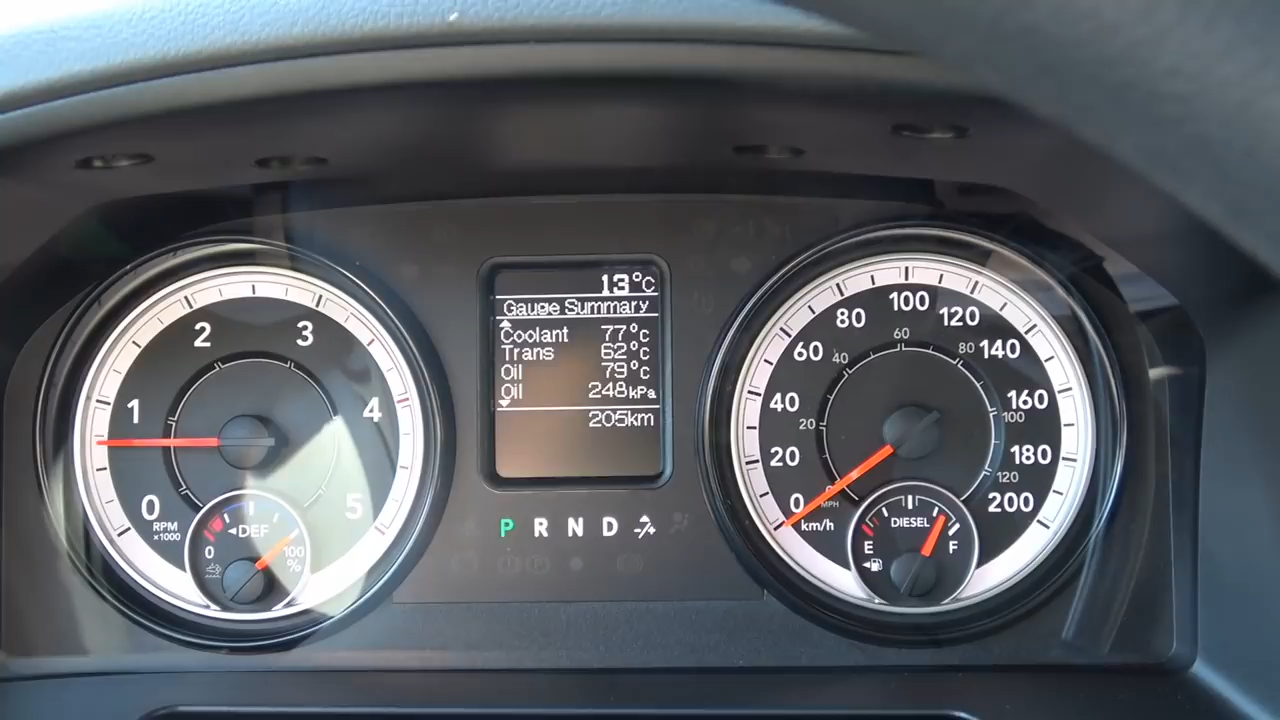 13°C
Gauge Summary
Coolant 77°C
Trans 62°C
Oil 79°C
Oil 248kPa
205km
P R N D
0
1
2
3
4
5
RPM
x1000
DEF
0
100
%
0
20
40
60
80
100
120
140
160
180
200
km/h
20
40
60
80
100
120
MPH
DIESEL
E
F